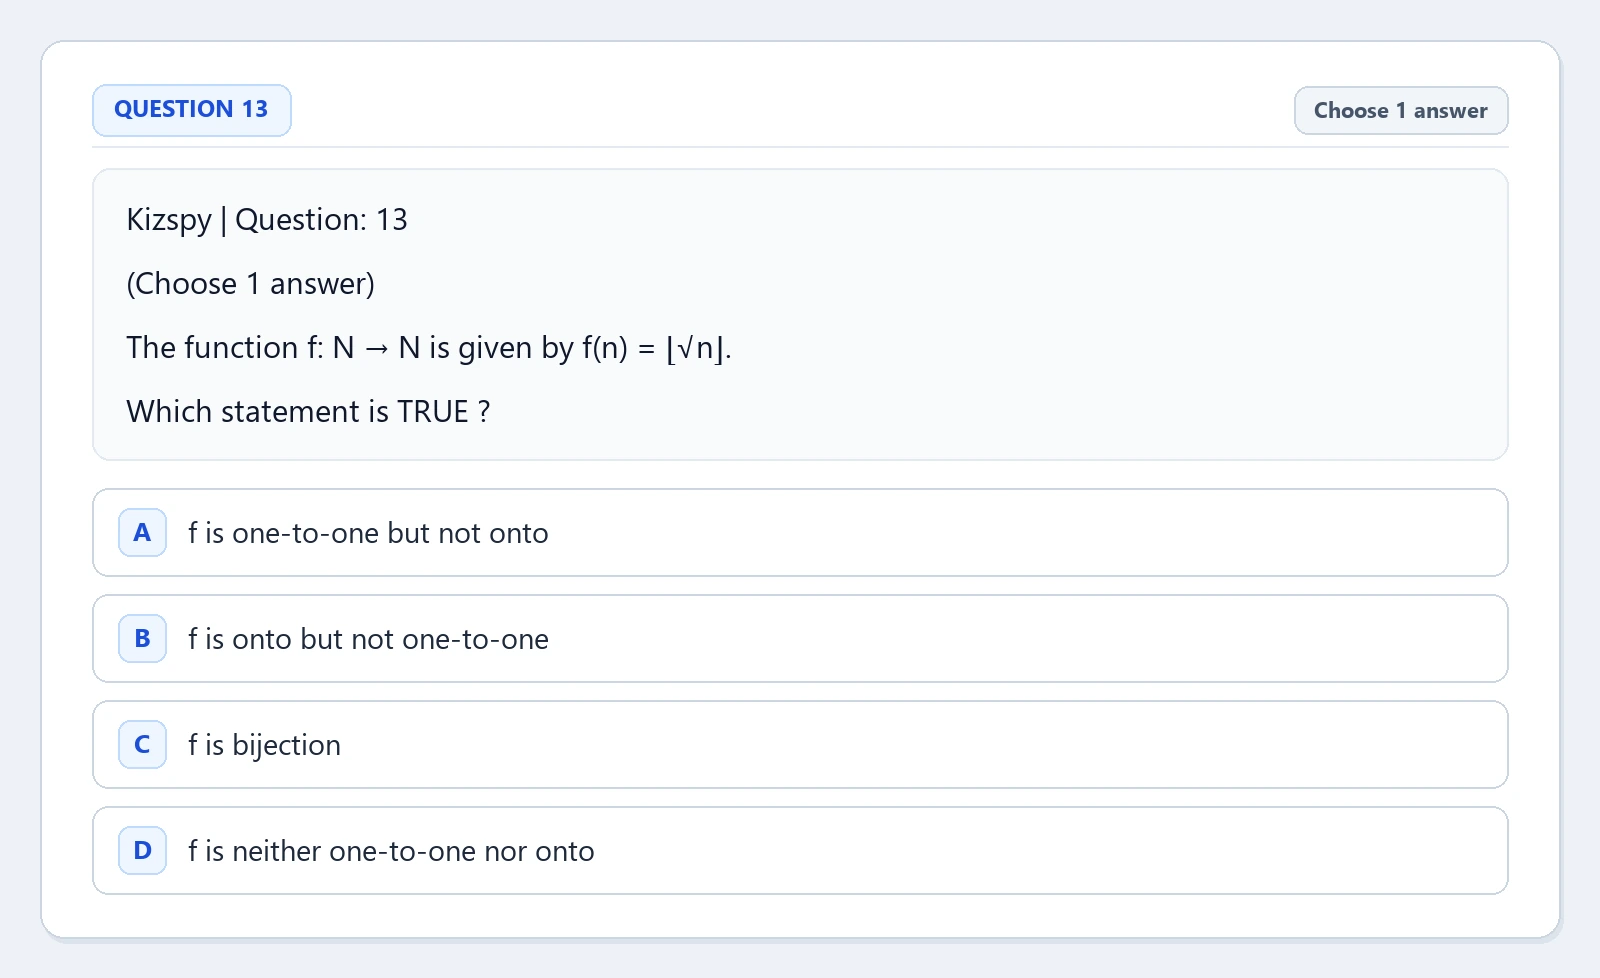 QUESTION 13
Choose 1 answer
Kizspy | Question: 13
(Choose 1 answer)
The function f: N → N is given by f(n) = ⌊√n⌋.
Which statement is TRUE ?
A f is one-to-one but not onto
B f is onto but not one-to-one
C f is bijection
D f is neither one-to-one nor onto